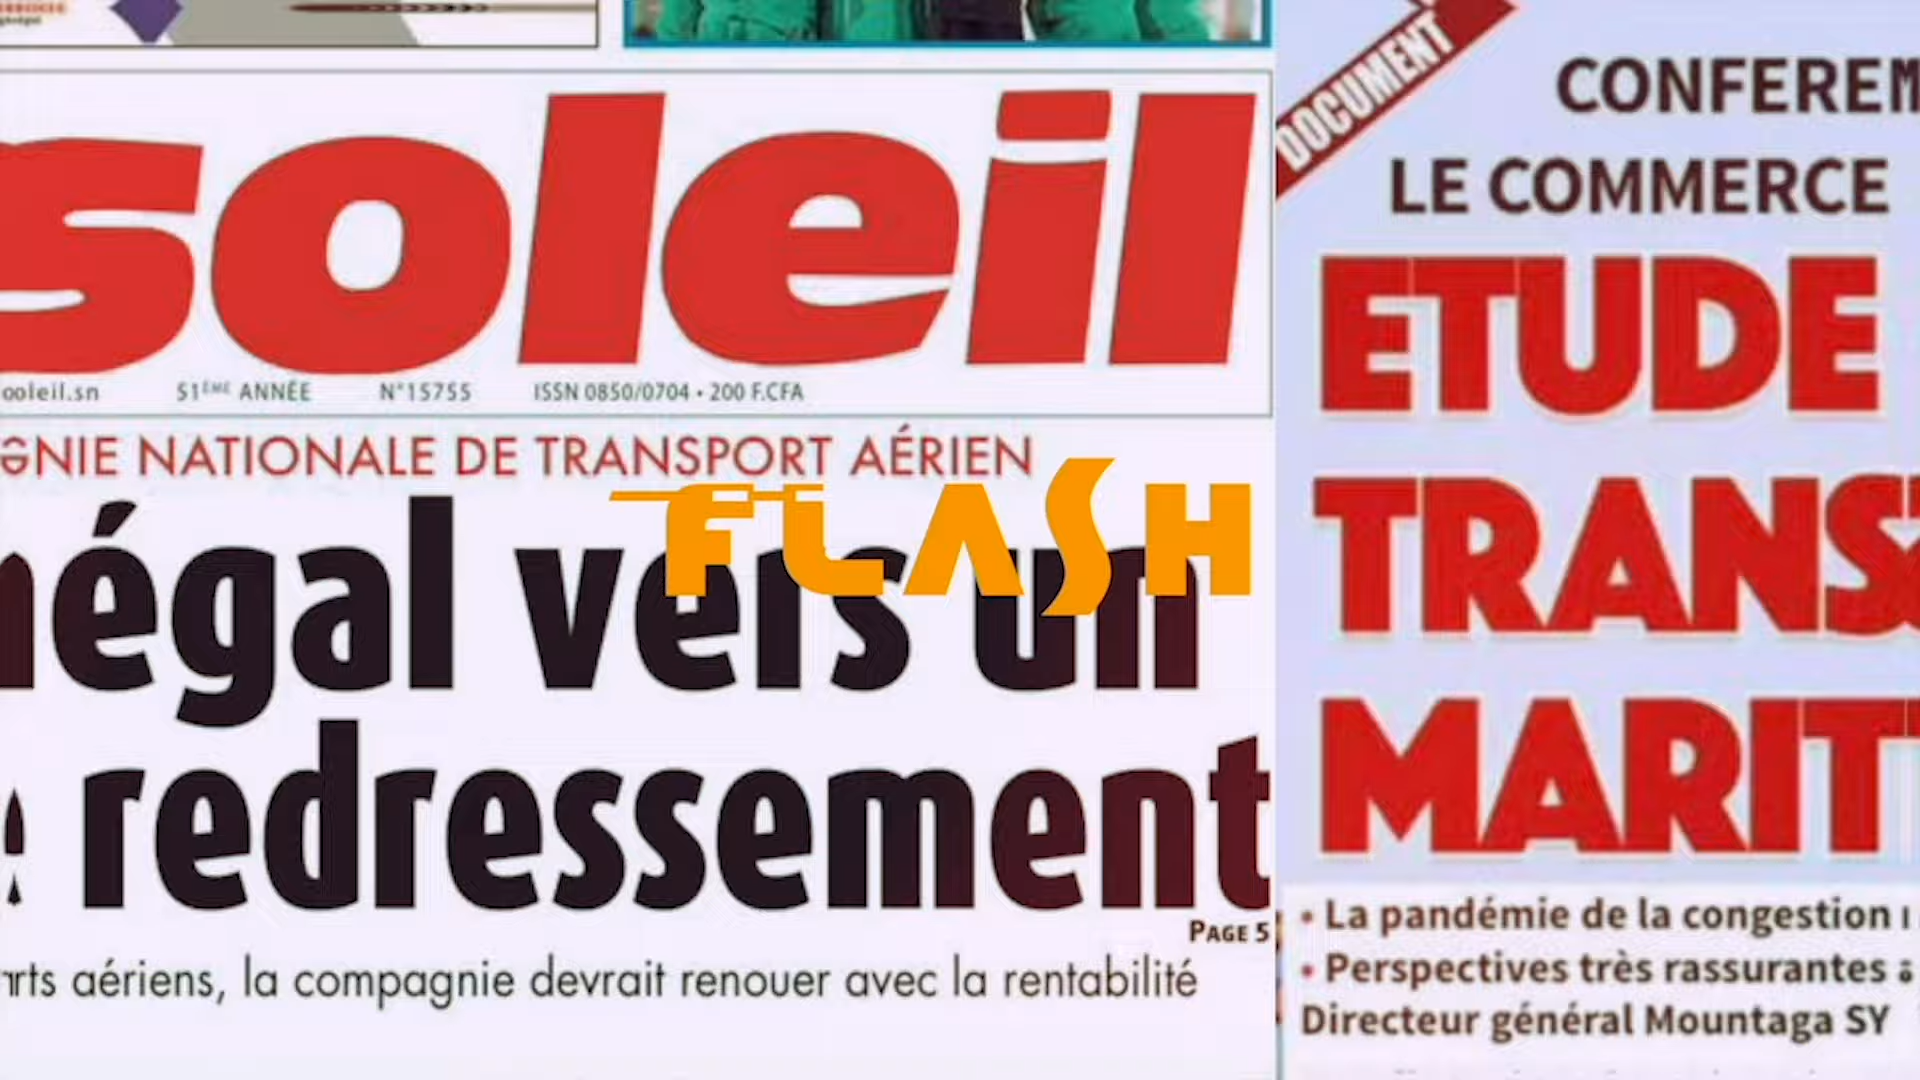 soleil
ooleil.sn 51ÈME ANNÉE N°15755 ISSN 0850/0704 • 200 F.CFA
GNIE NATIONALE DE TRANSPORT AÉRIEN
FLASH
négal vers un
redressement
PAGE 5
rts aériens, la compagnie devrait renouer avec la rentabilité
DOCUMENT
CONFEREN
LE COMMERCE
ETUDE
TRANS
MARIT
• La pandémie de la congestion
• Perspectives très rassurantes
Directeur général Mountaga SY